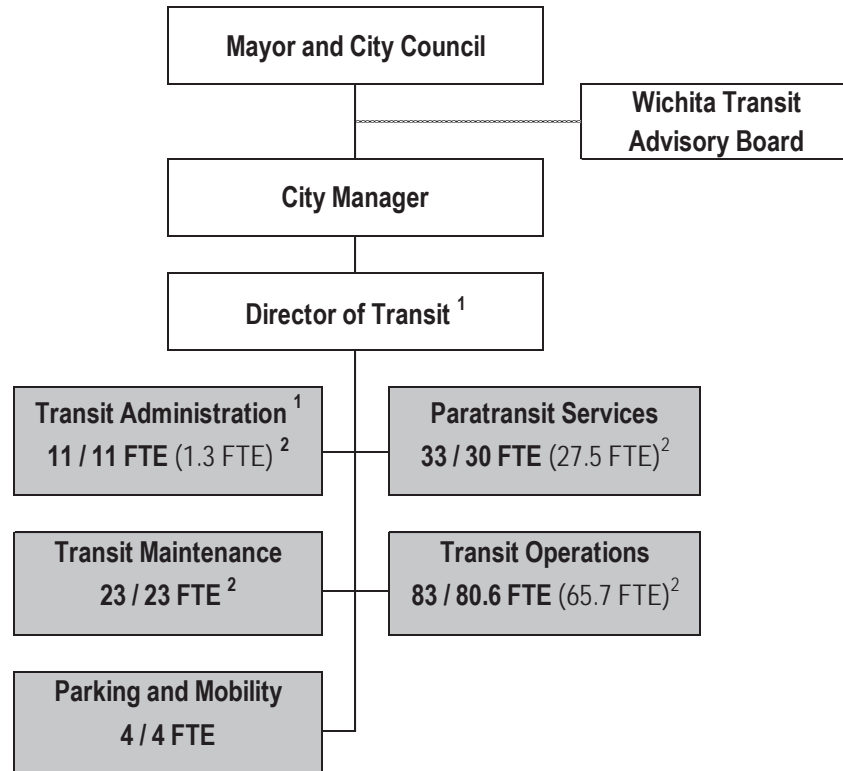 Mayor and City Council
Wichita Transit
Advisory Board
City Manager
Director of Transit ¹
Transit Administration ¹
11 / 11 FTE (1.3 FTE) ²
Paratransit Services
33 / 30 FTE (27.5 FTE)²
Transit Maintenance
23 / 23 FTE ²
Transit Operations
83 / 80.6 FTE (65.7 FTE)²
Parking and Mobility
4 / 4 FTE